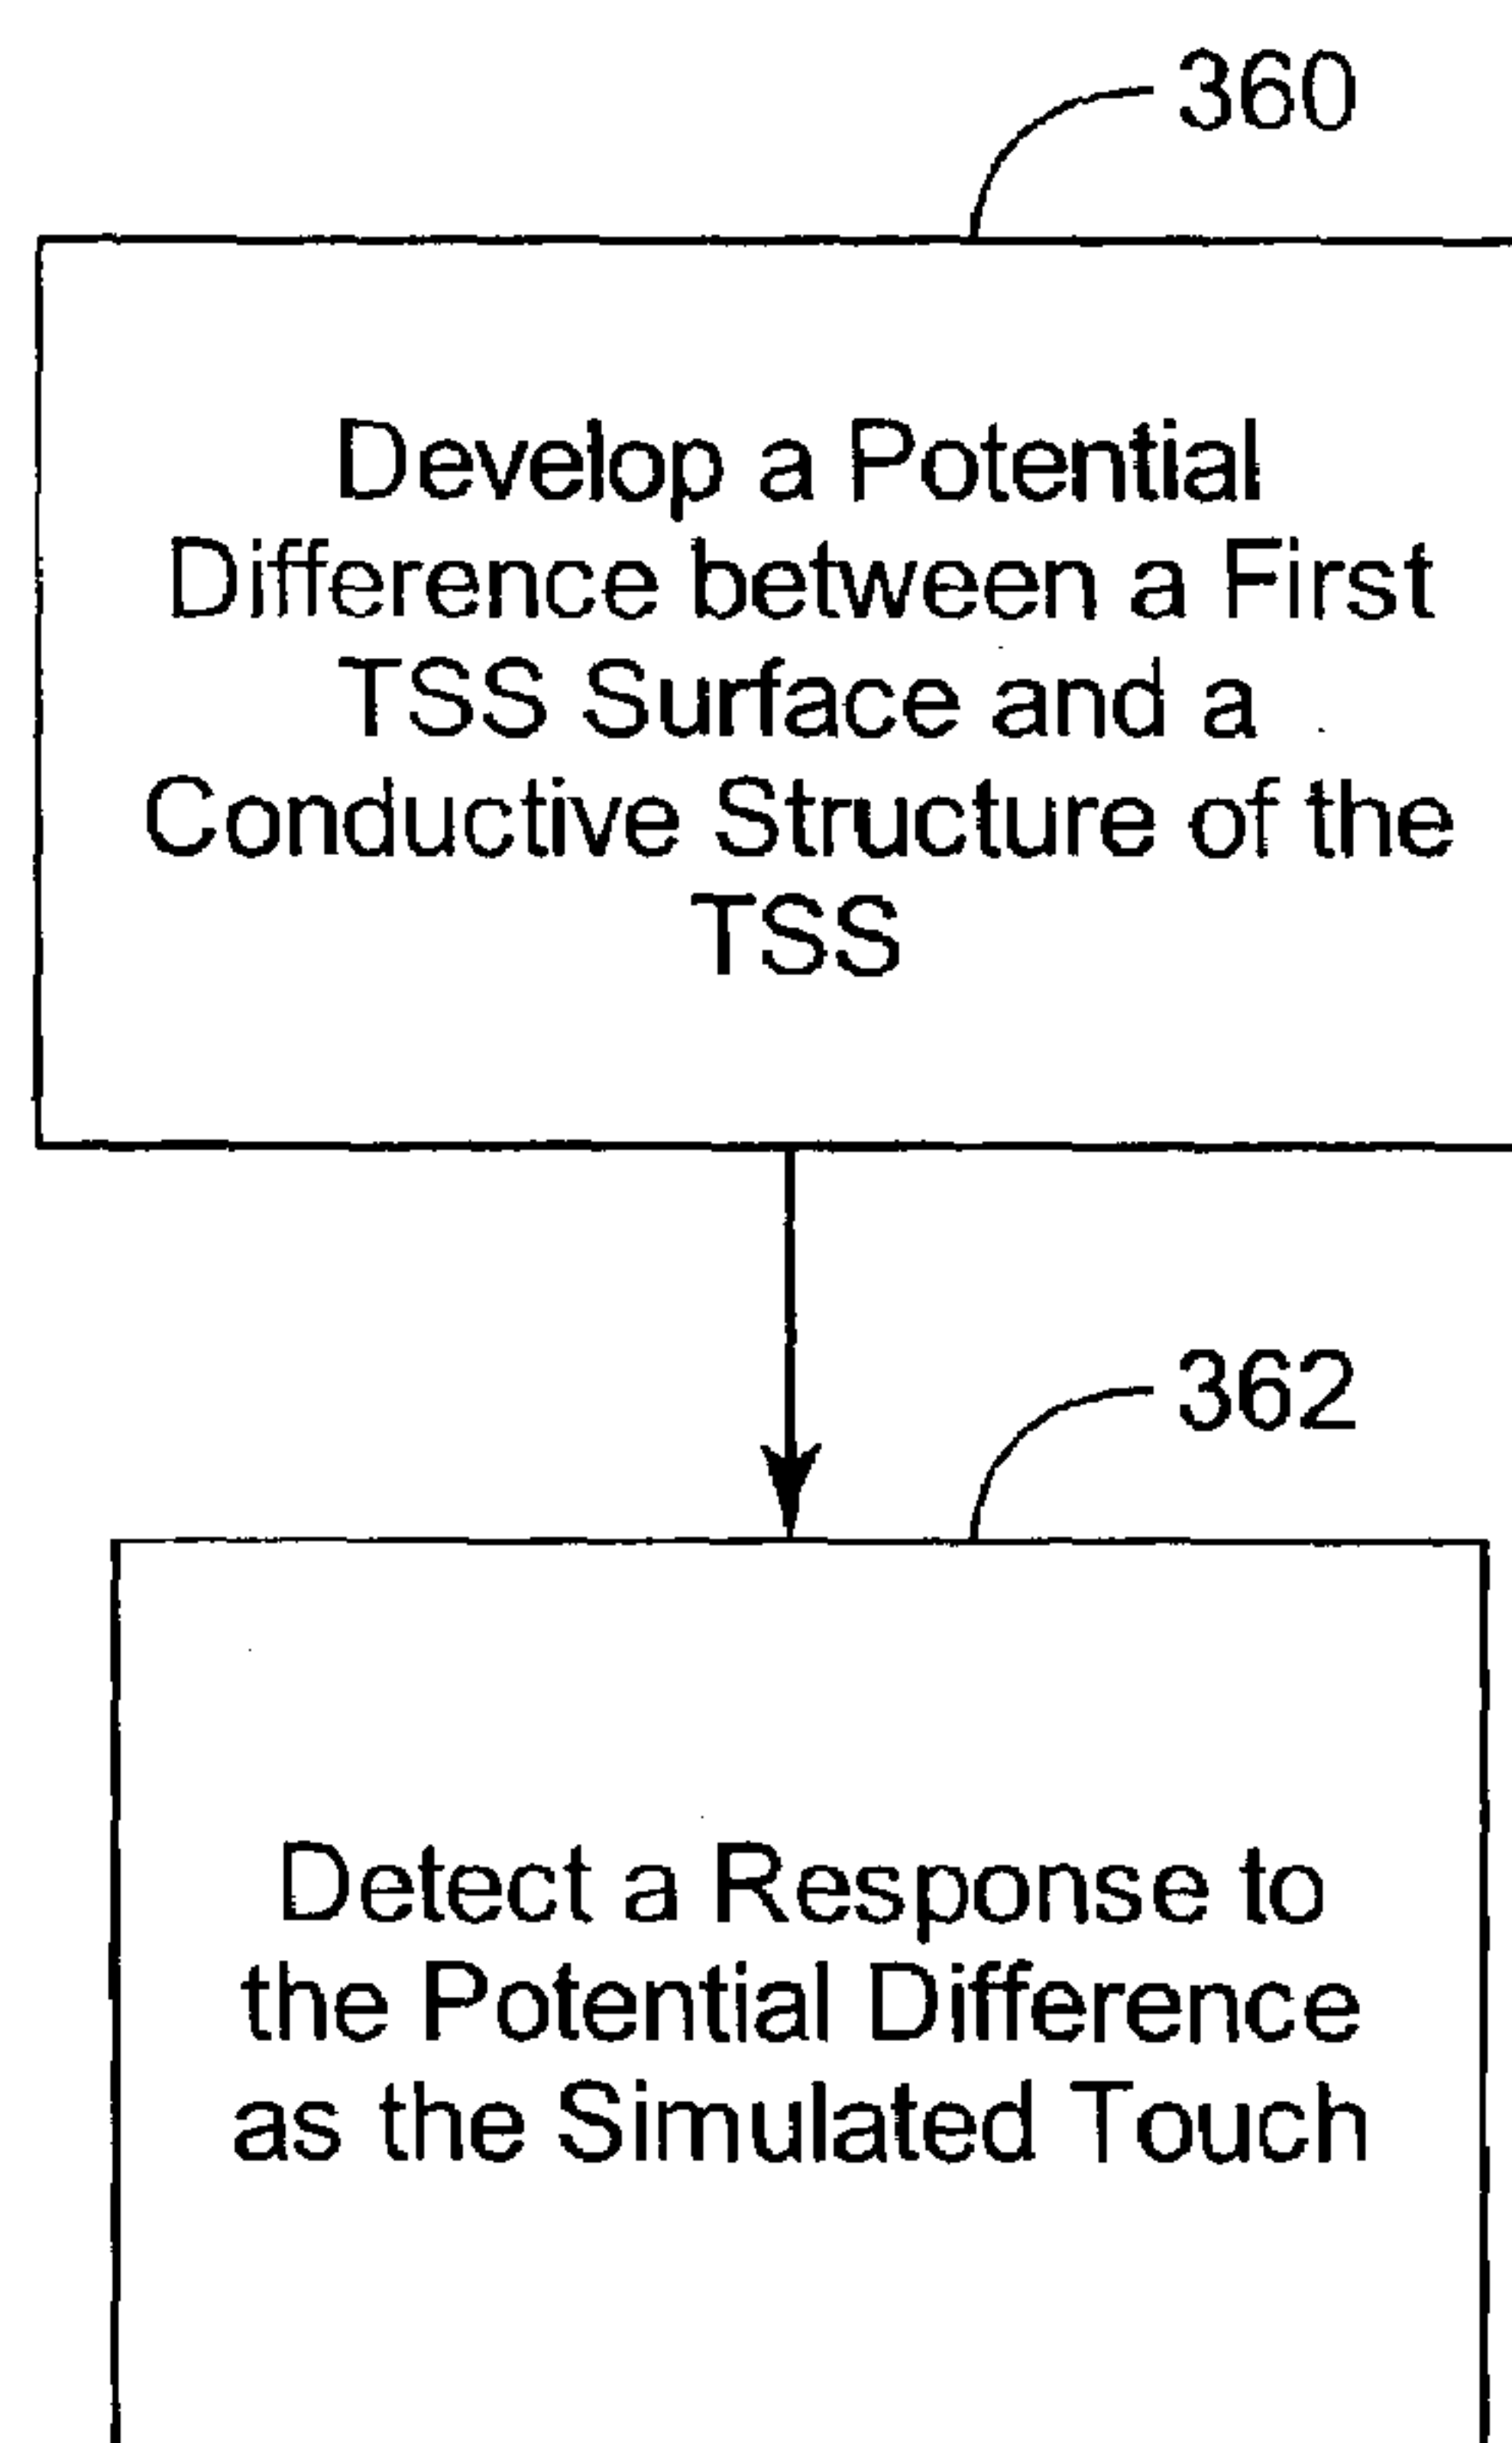 360
Develop a Potential
Difference between a First
TSS Surface and a
Conductive Structure of the
TSS
362
Detect a Response to
the Potential Difference
as the Simulated Touch